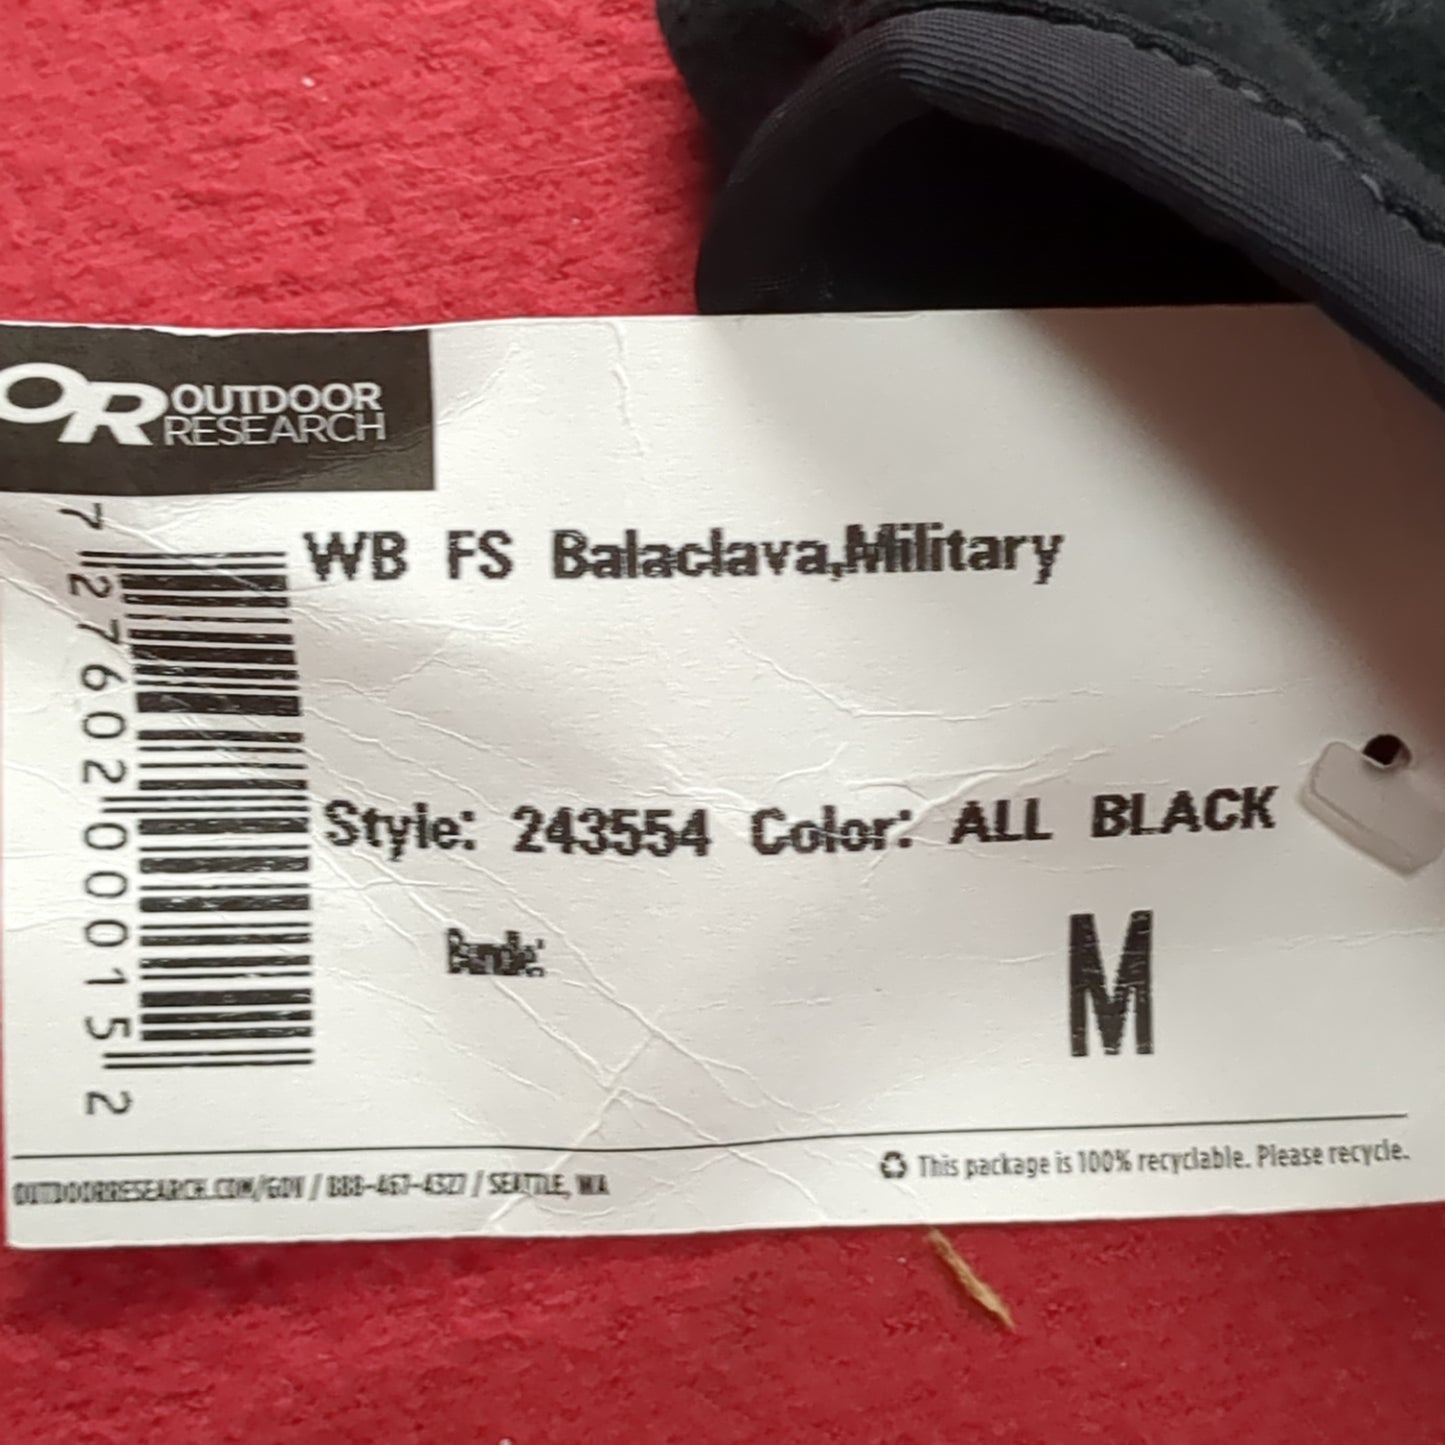 OR OUTDOOR
RESEARCH
WB FS Balaclava,Military
7 27602 00015 2
Style: 243554 Color: ALL BLACK
Bundle:
M
OUTDOORRESEARCH.COM/GOV / 888-467-4327 / SEATTLE, WA
This package is 100% recyclable. Please recycle.